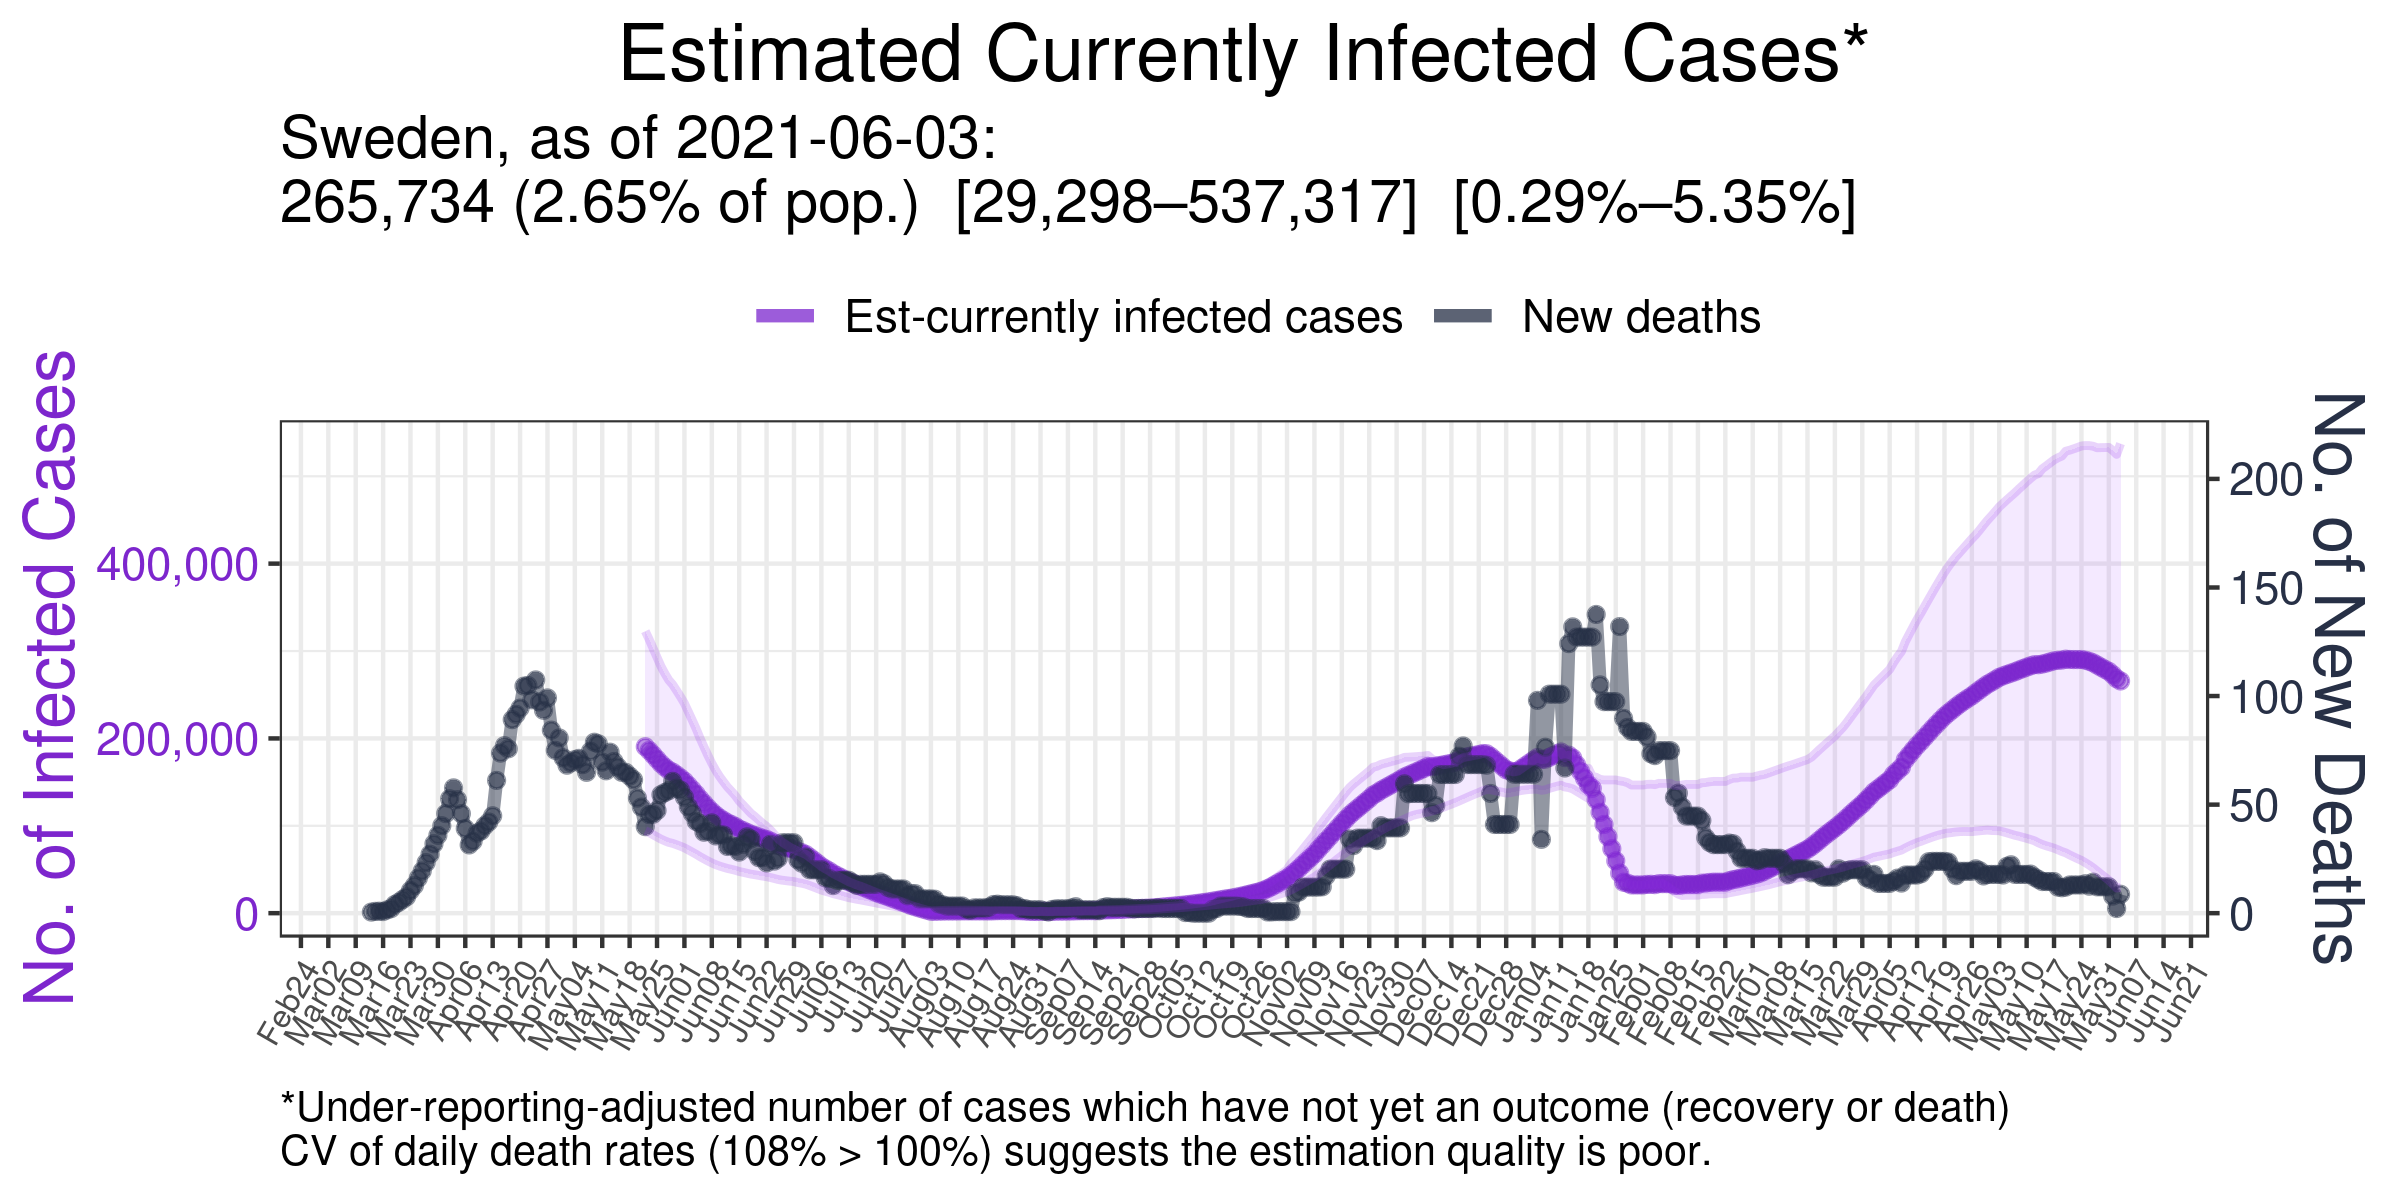 Estimated Currently Infected Cases*
Sweden, as of 2021-06-03:
265,734 (2.65% of pop.) [29,298–537,317] [0.29%–5.35%]
Est-currently infected cases New deaths
No. of Infected Cases
400,000
200,000
0
200
150
100
50
0
No. of New Deaths
Feb24 Mar02 Mar09 Mar16 Mar23 Mar30 Apr06 Apr13 Apr20 Apr27 May04 May11 May18 May25 Jun01 Jun08 Jun15 Jun22 Jun29 Jul06 Jul13 Jul20 Jul27 Aug03 Aug10 Aug17 Aug24 Aug31 Sep07 Sep14 Sep21 Sep28 Oct05 Oct12 Oct19 Oct26 Nov02 Nov09 Nov16 Nov23 Nov30 Dec07 Dec14 Dec21 Dec28 Jan04 Jan11 Jan18 Jan25 Feb01 Feb08 Feb15 Feb22 Mar01 Mar08 Mar15 Mar22 Mar29 Apr05 Apr12 Apr19 Apr26 May03 May10 May17 May24 May31 Jun07 Jun14 Jun21
*Under-reporting-adjusted number of cases which have not yet an outcome (recovery or death)
CV of daily death rates (108% > 100%) suggests the estimation quality is poor.